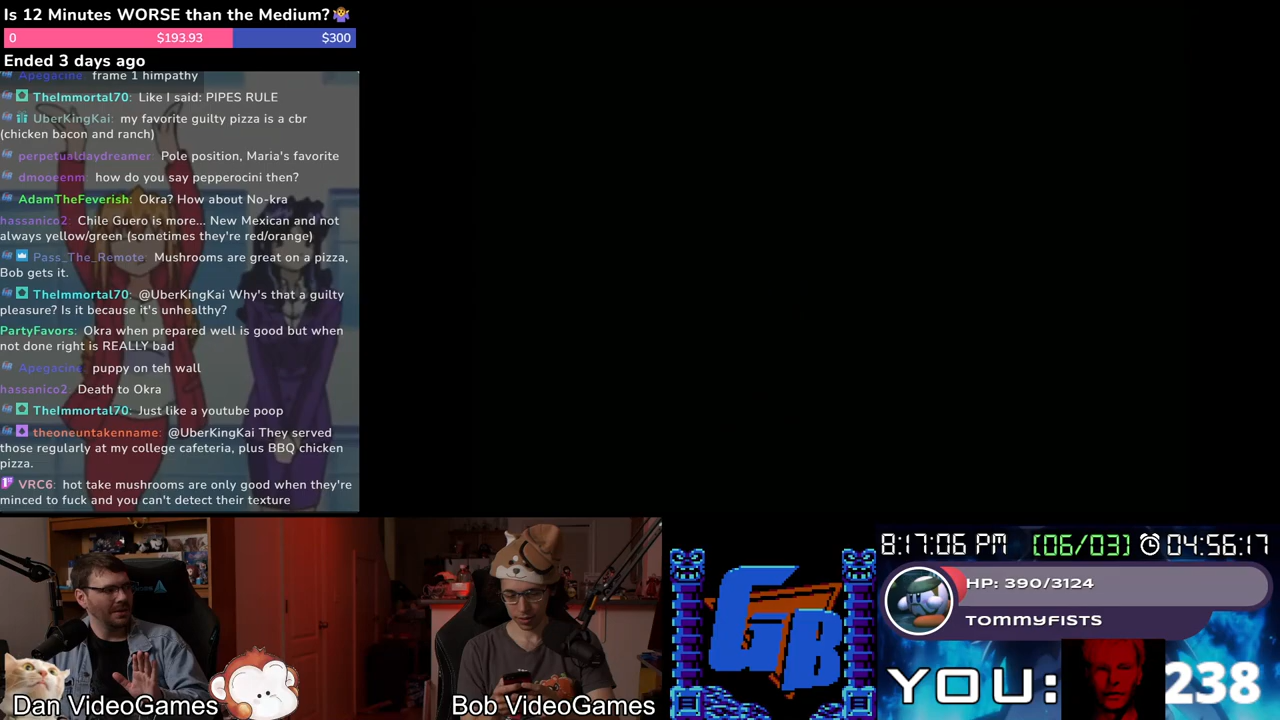 Is 12 Minutes WORSE than the Medium?🤷‍♀️
0 $193.93 $300
Ended 3 days ago
Apegacine: frame 1 himpathy
TheImmortal70: Like I said: PIPES RULE
UberKingKai: my favorite guilty pizza is a cbr
(chicken bacon and ranch)
perpetualdaydreamer: Pole position, Maria's favorite
dmooeenm: how do you say pepperocini then?
AdamTheFeverish: Okra? How about No-kra
hassanico2: Chile Guero is more... New Mexican and not
always yellow/green (sometimes they're red/orange)
Pass_The_Remote: Mushrooms are great on a pizza,
Bob gets it.
TheImmortal70: @UberKingKai Why's that a guilty
pleasure? Is it because it's unhealthy?
PartyFavors: Okra when prepared well is good but when
not done right is REALLY bad
Apegacine: puppy on teh wall
hassanico2: Death to Okra
TheImmortal70: Just like a youtube poop
theoneuntakenname: @UberKingKai They served
those regularly at my college cafeteria, plus BBQ chicken
pizza.
1st VRC6: hot take mushrooms are only good when they're
minced to fuck and you can't detect their texture
Dan VideoGames
Bob VideoGames
GB
8:17:06 PM [06/03] 04:56:17
HP: 390/3124
TOMMYFISTS
YOU: 238